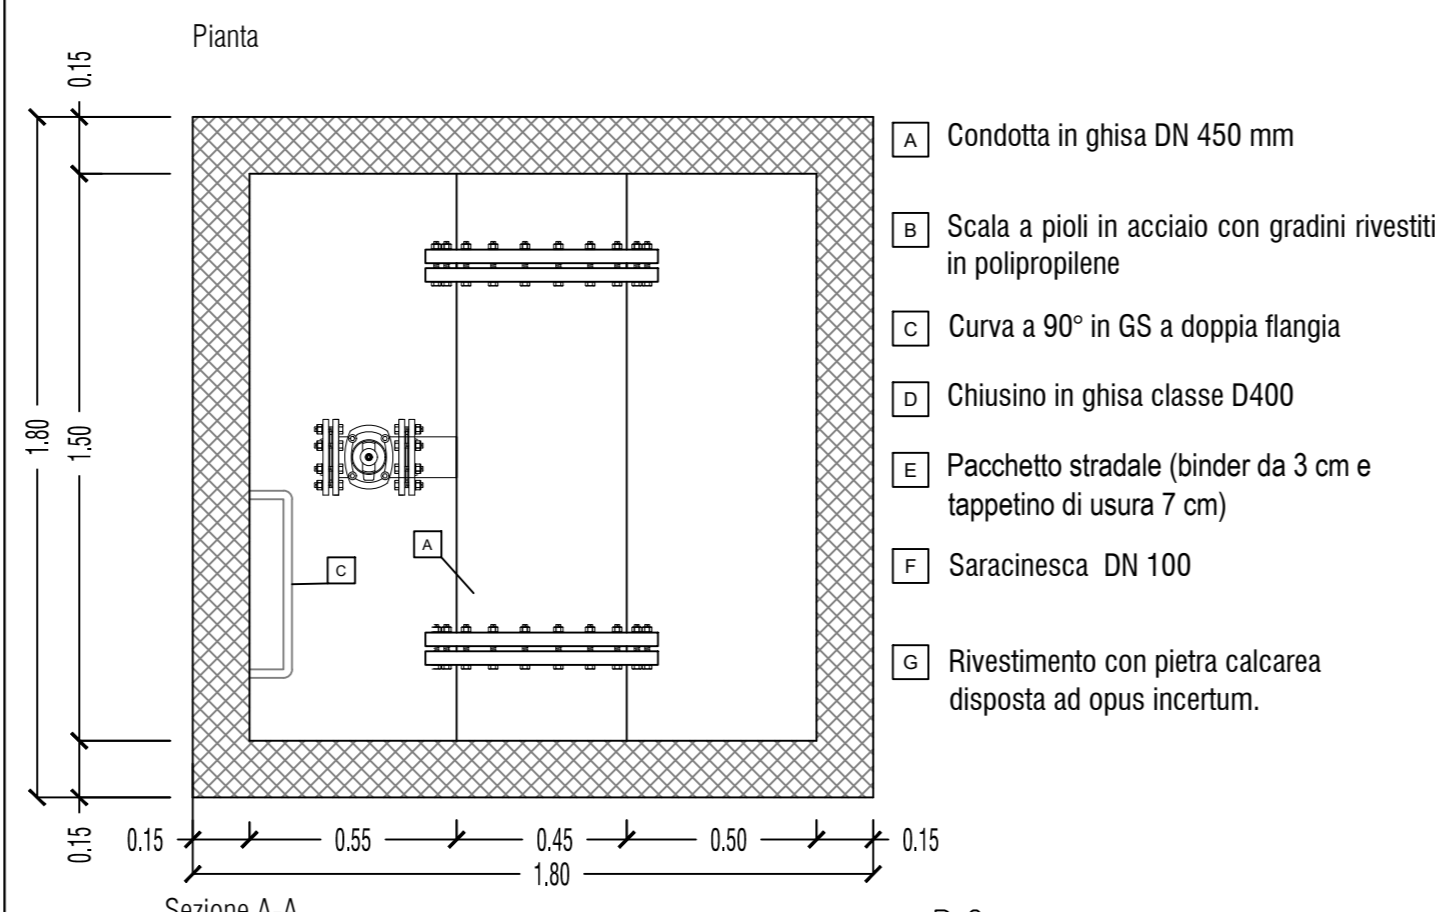 Pianta
0.15
1.80
1.50
0.15
A Condotta in ghisa DN 450 mm
B Scala a pioli in acciaio con gradini rivestiti
in polipropilene
C Curva a 90° in GS a doppia flangia
D Chiusino in ghisa classe D400
E Pacchetto stradale (binder da 3 cm e
tappetino di usura 7 cm)
F Saracinesca DN 100
G Rivestimento con pietra calcarea
disposta ad opus incertum.
A
C
0.15 0.55 0.45 0.50 0.15
1.80
Sezione A-A